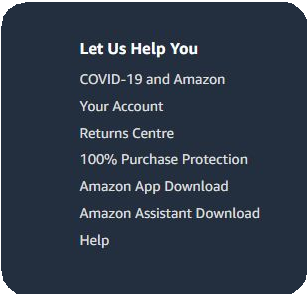 Let Us Help You
COVID-19 and Amazon
Your Account
Returns Centre
100% Purchase Protection
Amazon App Download
Amazon Assistant Download
Help